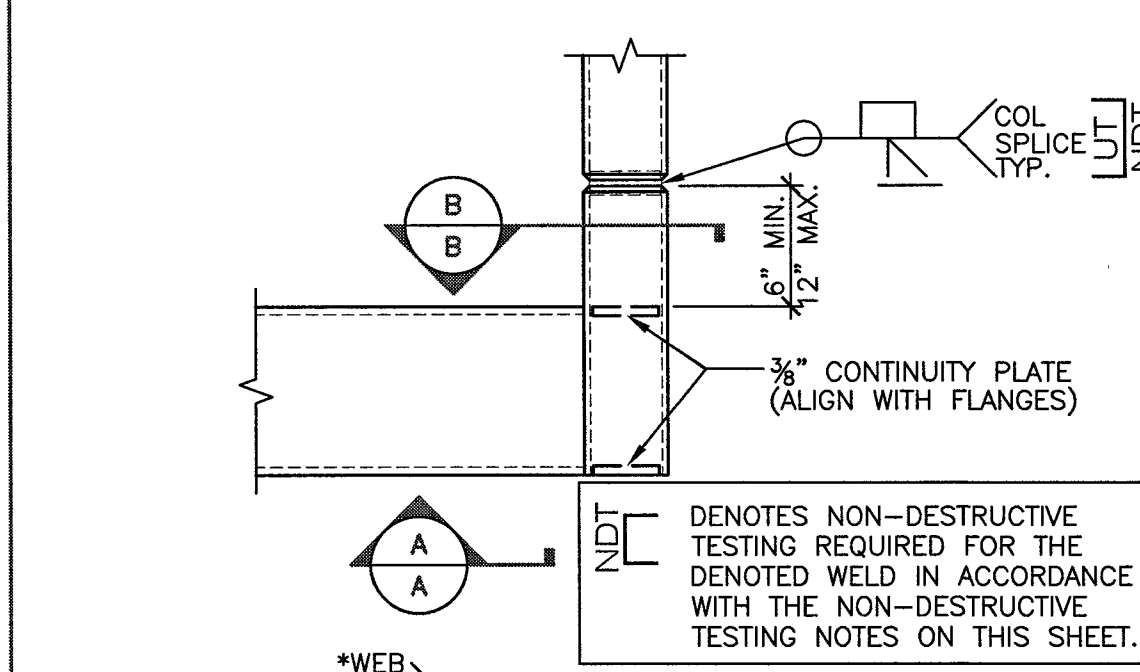 COL
SPLICE
TYP.
UT
B
B
6" MIN.
12" MAX.
3/8" CONTINUITY PLATE
(ALIGN WITH FLANGES)
A
A
NDT
DENOTES NON-DESTRUCTIVE
TESTING REQUIRED FOR THE
DENOTED WELD IN ACCORDANCE
WITH THE NON-DESTRUCTIVE
TESTING NOTES ON THIS SHEET.
*WEB